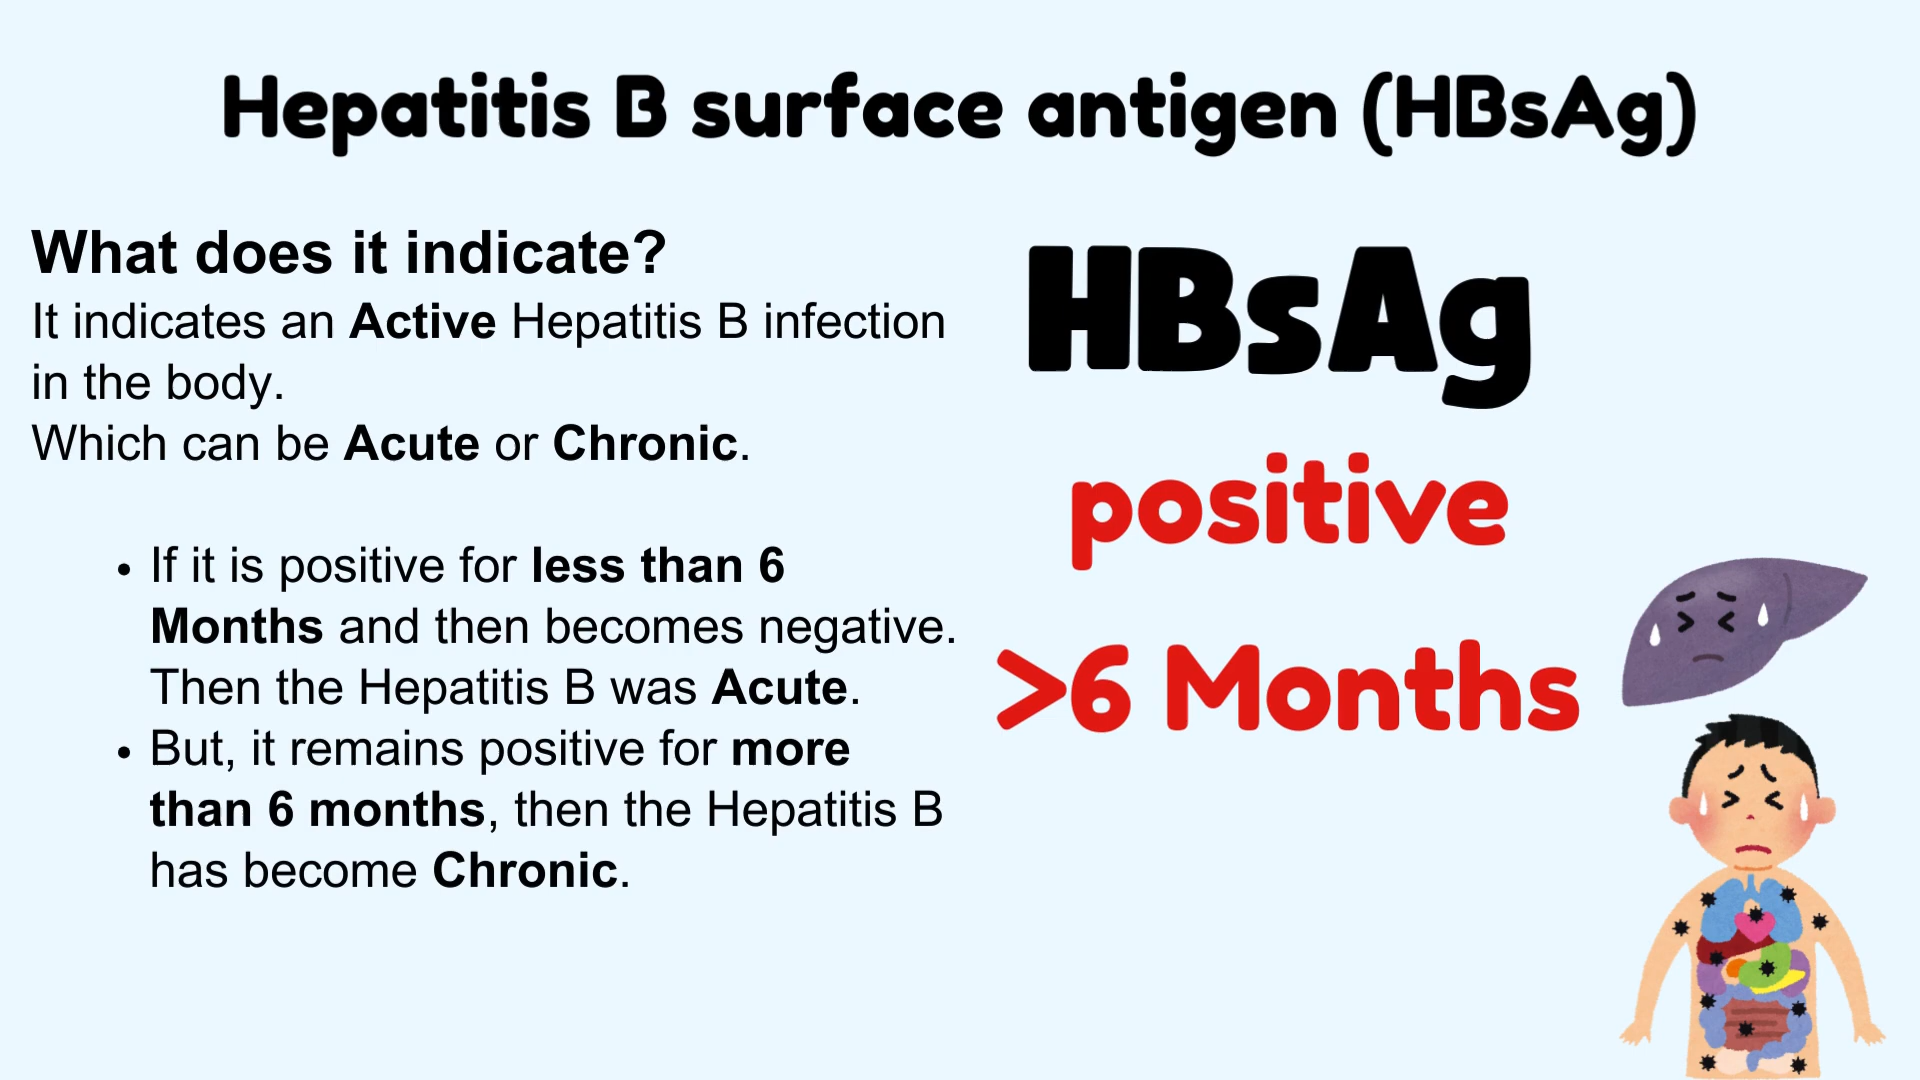 Hepatitis B surface antigen (HBsAg)
What does it indicate?
It indicates an Active Hepatitis B infection
in the body.
Which can be Acute or Chronic.
• If it is positive for less than 6
Months and then becomes negative.
Then the Hepatitis B was Acute.
• But, it remains positive for more
than 6 months, then the Hepatitis B
has become Chronic.
HBsAg
positive
>6 Months